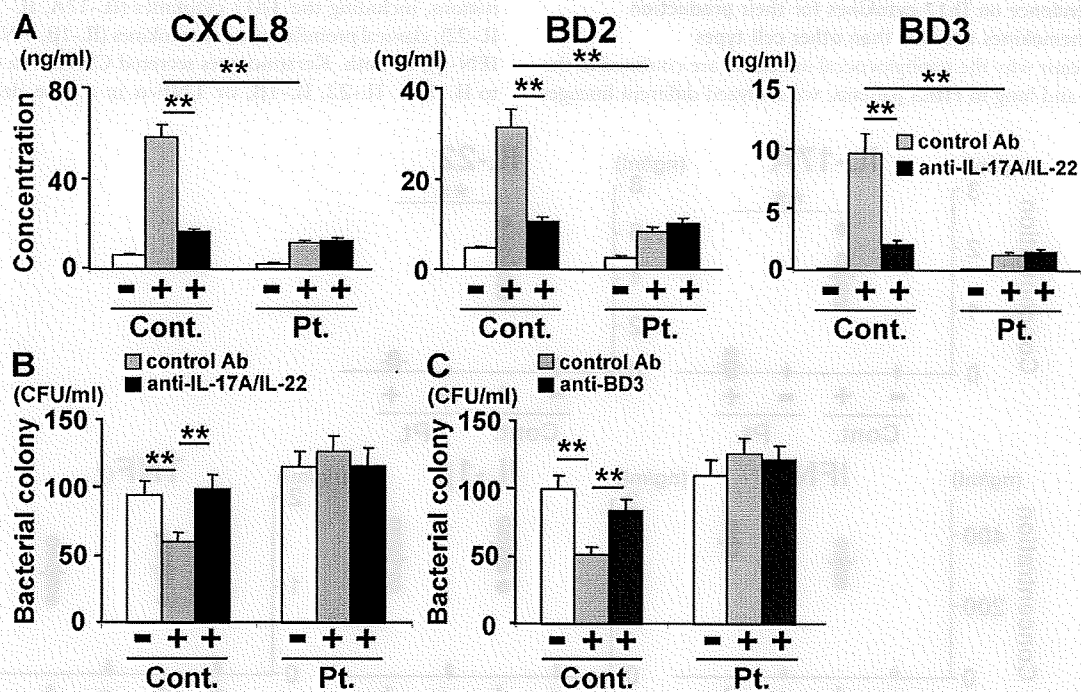 A
CXCL8
BD2
BD3
(ng/ml)
(ng/ml)
(ng/ml)
Concentration
80
40
0
**
**
- + +
Cont.
- + +
Pt.
40
20
0
**
**
- + +
Cont.
- + +
Pt.
15
10
5
0
**
**
control Ab
anti-IL-17A/IL-22
- + +
Cont.
- + +
Pt.
B
control Ab
anti-IL-17A/IL-22
(CFU/ml)
Bacterial colony
150
100
50
0
**
**
- + +
Cont.
- + +
Pt.
C
control Ab
anti-BD3
(CFU/ml)
Bacterial colony
150
100
50
0
**
**
- + +
Cont.
- + +
Pt.